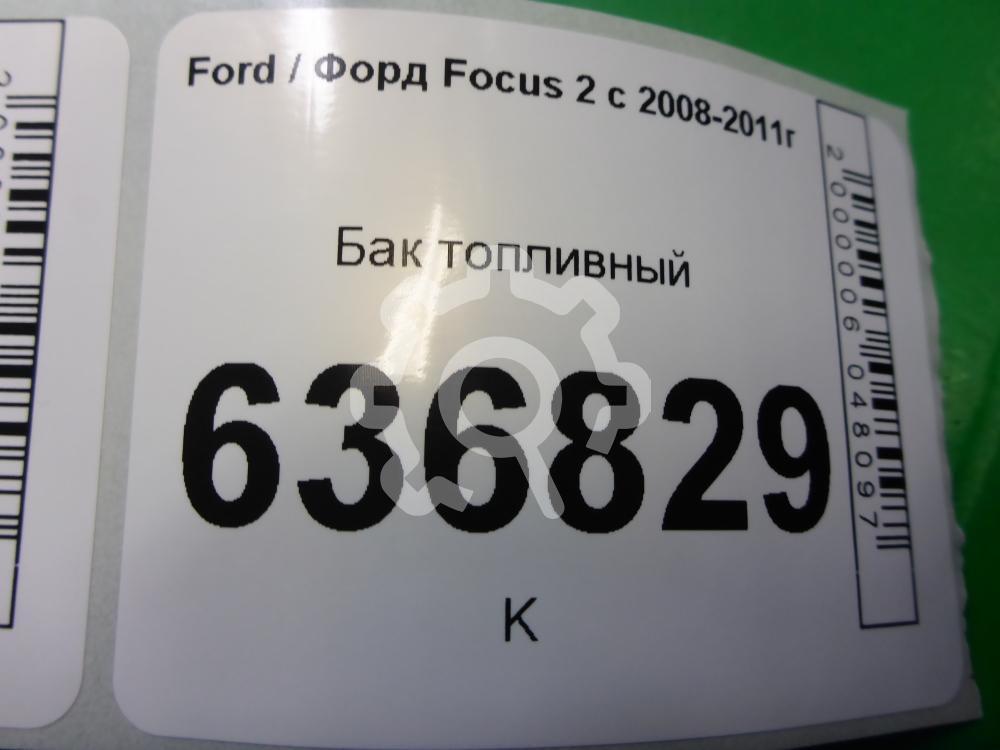 Ford / Форд Focus 2 с 2008-2011г
Бак топливный
636829
К
2000006048097